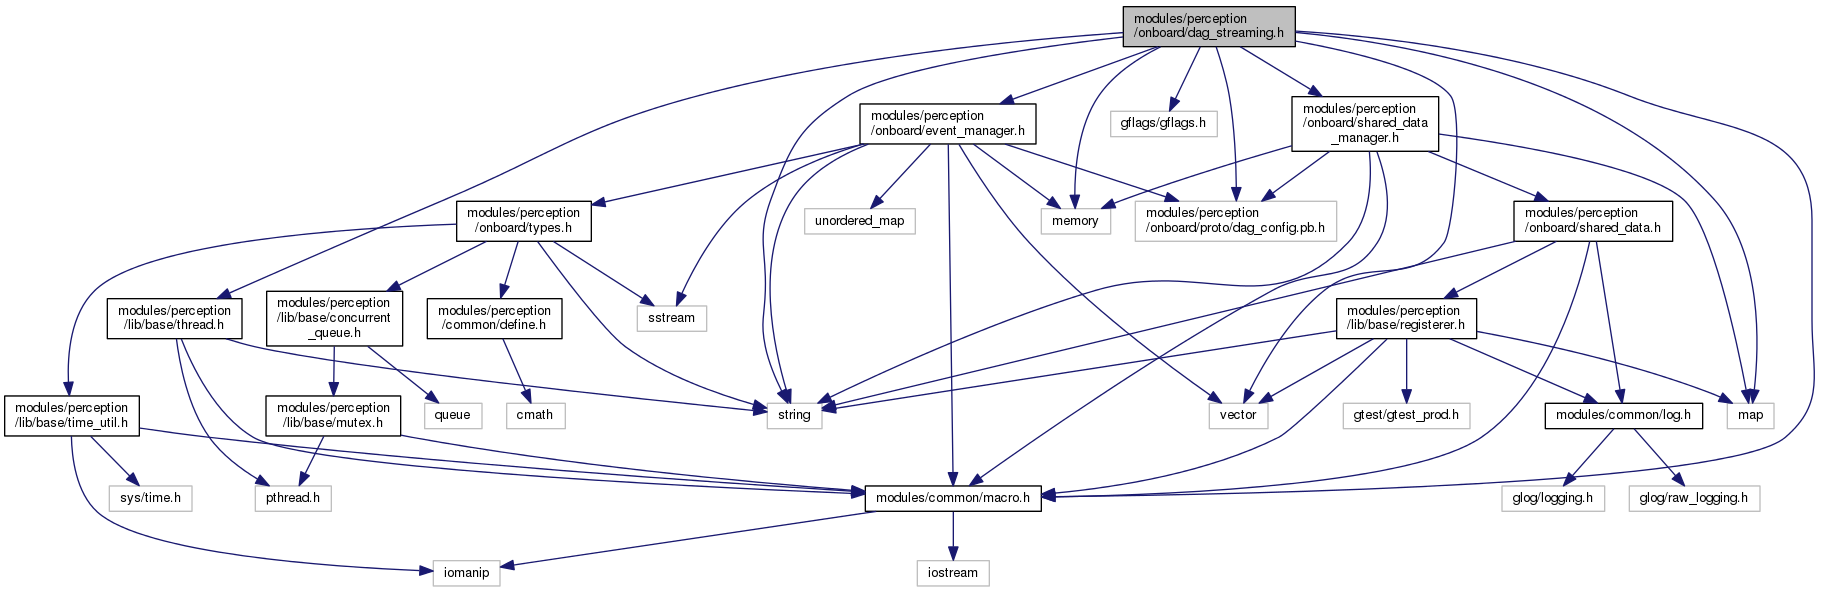 modules/perception
/onboard/dag_streaming.h
modules/perception
/onboard/event_manager.h
gflags/gflags.h
modules/perception
/onboard/shared_data
_manager.h
modules/perception
/onboard/types.h
unordered_map
memory
modules/perception
/onboard/proto/dag_config.pb.h
modules/perception
/onboard/shared_data.h
modules/perception
/lib/base/thread.h
modules/perception
/lib/base/concurrent
_queue.h
modules/perception
/common/define.h
sstream
modules/perception
/lib/base/registerer.h
modules/perception
/lib/base/time_util.h
modules/perception
/lib/base/mutex.h
queue
cmath
string
vector
gtest/gtest_prod.h
modules/common/log.h
map
sys/time.h
pthread.h
modules/common/macro.h
glog/logging.h
glog/raw_logging.h
iomanip
iostream